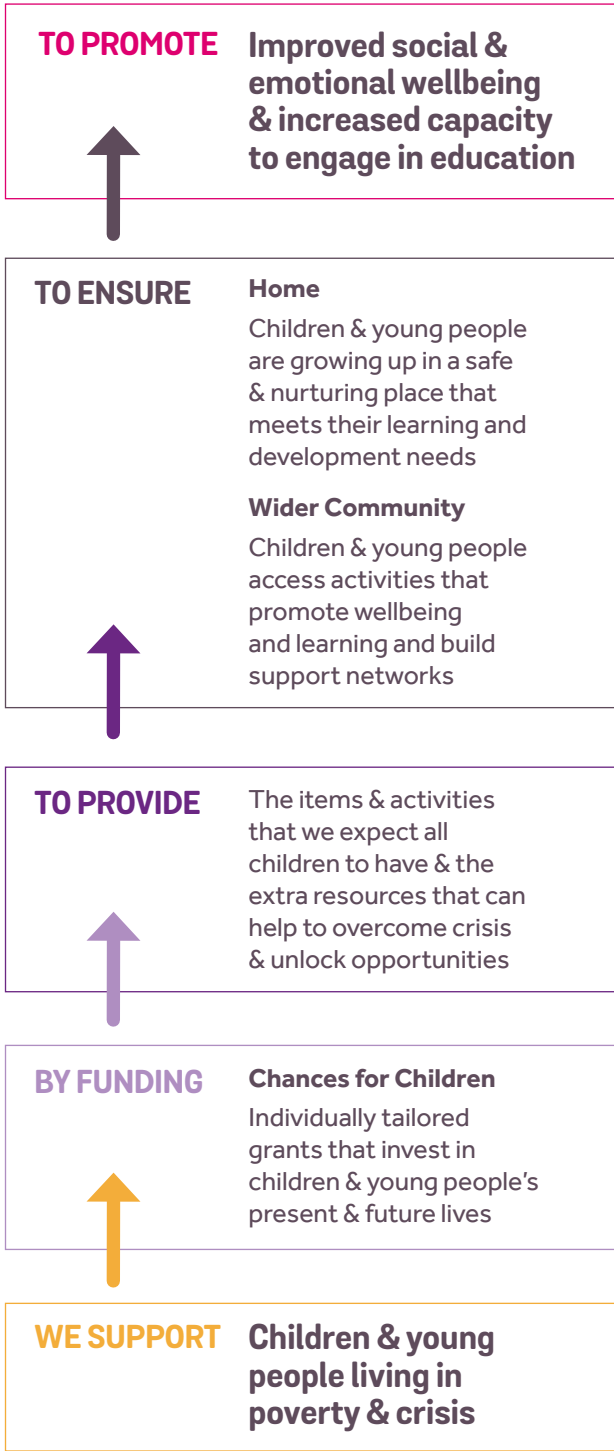 TO PROMOTE
Improved social &
emotional wellbeing
& increased capacity
to engage in education
TO ENSURE
Home
Children & young people
are growing up in a safe
& nurturing place that
meets their learning and
development needs
Wider Community
Children & young people
access activities that
promote wellbeing
and learning and build
support networks
TO PROVIDE
The items & activities
that we expect all
children to have & the
extra resources that can
help to overcome crisis
& unlock opportunities
BY FUNDING
Chances for Children
Individually tailored
grants that invest in
children & young people’s
present & future lives
WE SUPPORT
Children & young
people living in
poverty & crisis